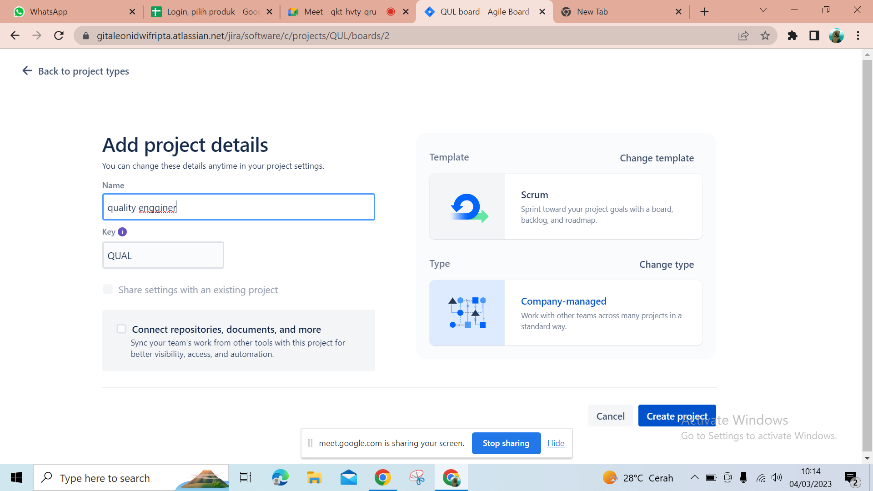 WhatsApp
Login, pilih produk - Goo
Meet - qkt-hvty-qru
QUL board - Agile Board
New Tab
gitaleonidwifripta.atlassian.net/jira/software/c/projects/QUL/boards/2
Back to project types
Add project details
You can change these details anytime in your project settings.
Name
quality engginer
Key
QUAL
Share settings with an existing project
Connect repositories, documents, and more
Sync your team's work from other tools with this project for
better visibility, access, and automation.
Template
Change template
Scrum
Sprint toward your project goals with a board,
backlog, and roadmap.
Type
Change type
Company-managed
Work with other teams across many projects in a
standard way.
Cancel
Create project
Activate Windows
Go to Settings to activate Windows.
meet.google.com is sharing your screen.
Stop sharing
Hide
Type here to search
28°C Cerah
10:14
04/03/2023
2